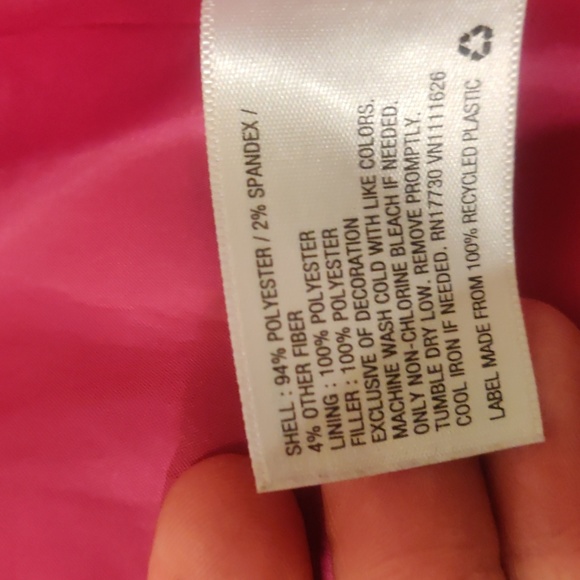 SHELL : 94% POLYESTER / 2% SPANDEX /
4% OTHER FIBER
LINING : 100% POLYESTER
FILLER : 100% POLYESTER
EXCLUSIVE OF DECORATION
MACHINE WASH COLD WITH LIKE COLORS.
ONLY NON-CHLORINE BLEACH IF NEEDED.
TUMBLE DRY LOW. REMOVE PROMPTLY.
COOL IRON IF NEEDED. RN17730 VN1111626
LABEL MADE FROM 100% RECYCLED PLASTIC